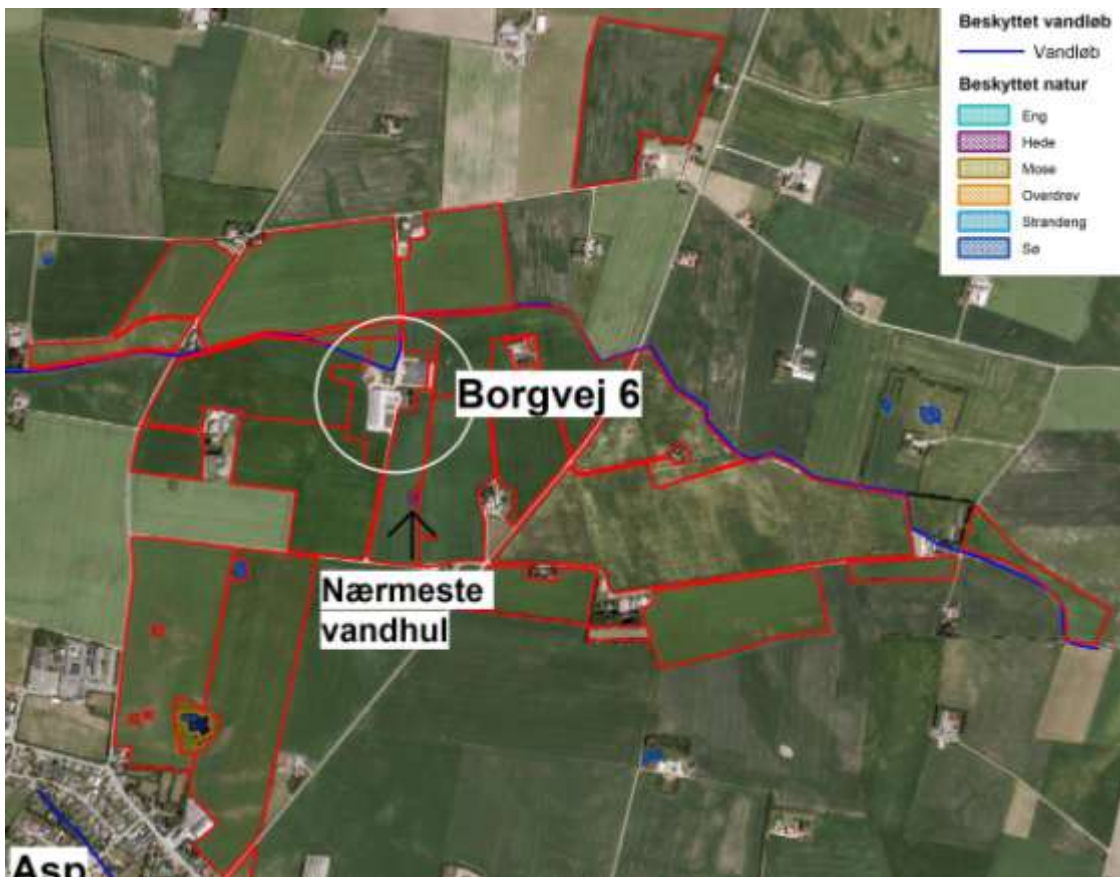 Beskyttet vandløb
Vandløb
Beskyttet natur
Eng
Hede
Mose
Overdrev
Strandeng
Sø
Borgvej 6
Nærmeste
vandhul
Asp